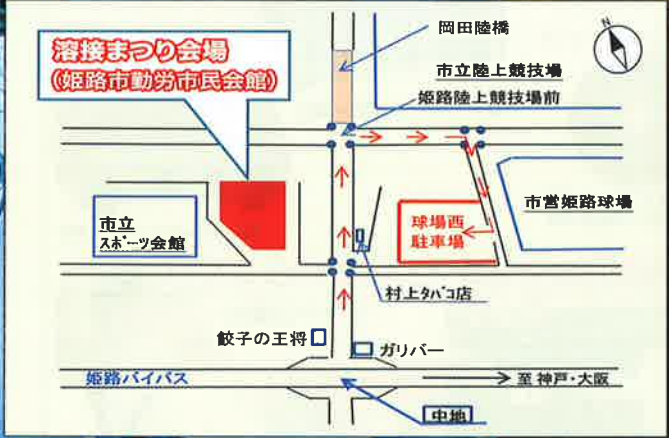 溶接まつり会場
(姫路市勤労市民会館)
岡田陸橋
N
市立陸上競技場
姫路陸上競技場前
市立
スポーツ会館
球場西
駐車場
市営姫路球場
村上タバコ店
餃子の王将
ガリバー
姫路バイパス
至 神戸・大阪
中地